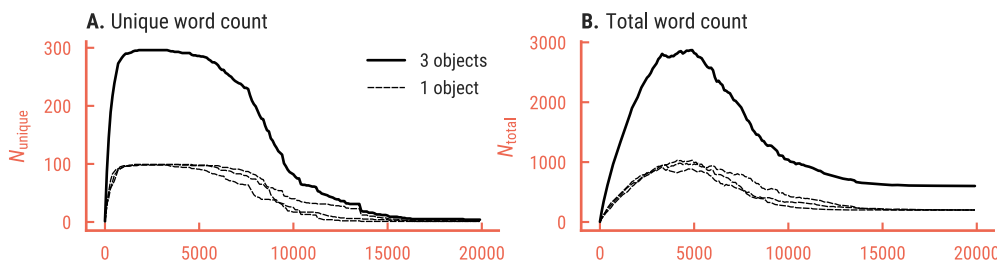 A. Unique word count
300
200
100
0
N_unique
3 objects
1 object
0 5000 10000 15000 20000
B. Total word count
3000
2000
1000
0
N_total
0 5000 10000 15000 20000